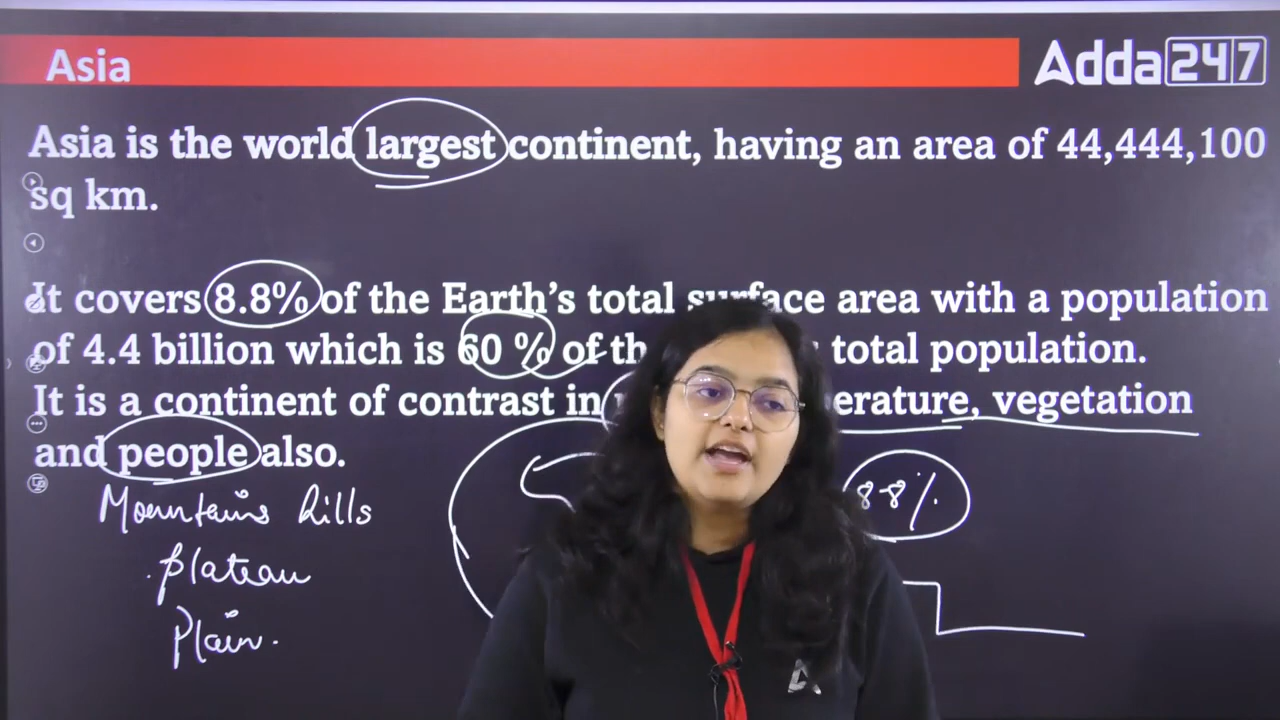 Asia
Adda247
Asia is the world largest continent, having an area of 44,444,100
sq km.
It covers 8.8% of the Earth's total surface area with a population
of 4.4 billion which is 60 % of total population.
It is a continent of contrast in vegetation
and people also.
Mountains hills
8.8%
plateau
Plain.